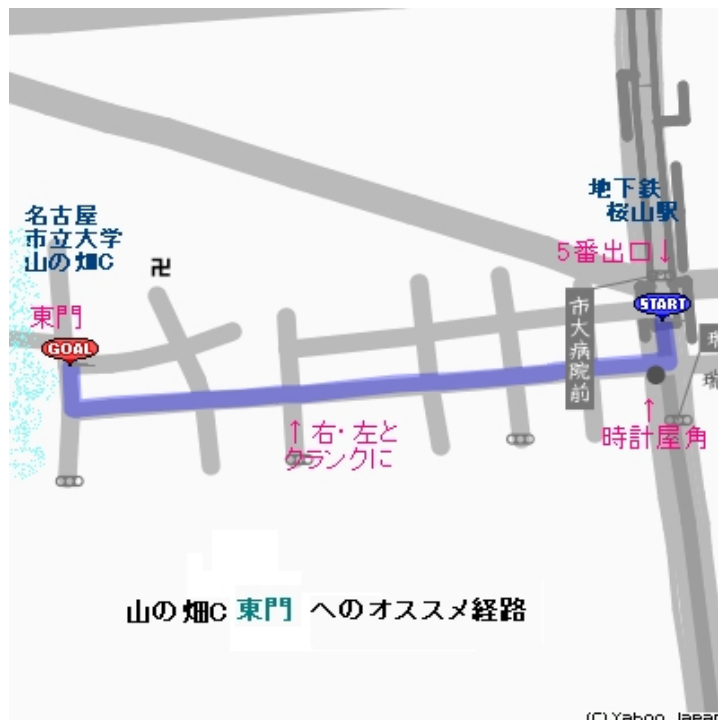 名古屋
市立大学
山の畑C
卍
東門
GOAL
地下鉄
桜山駅
5番出口↓
START
市大病院前
瑞
↑
時計屋角
↑右・左と
クランクに
山の畑C 東門 へのオススメ経路
(C)Yahoo Japan